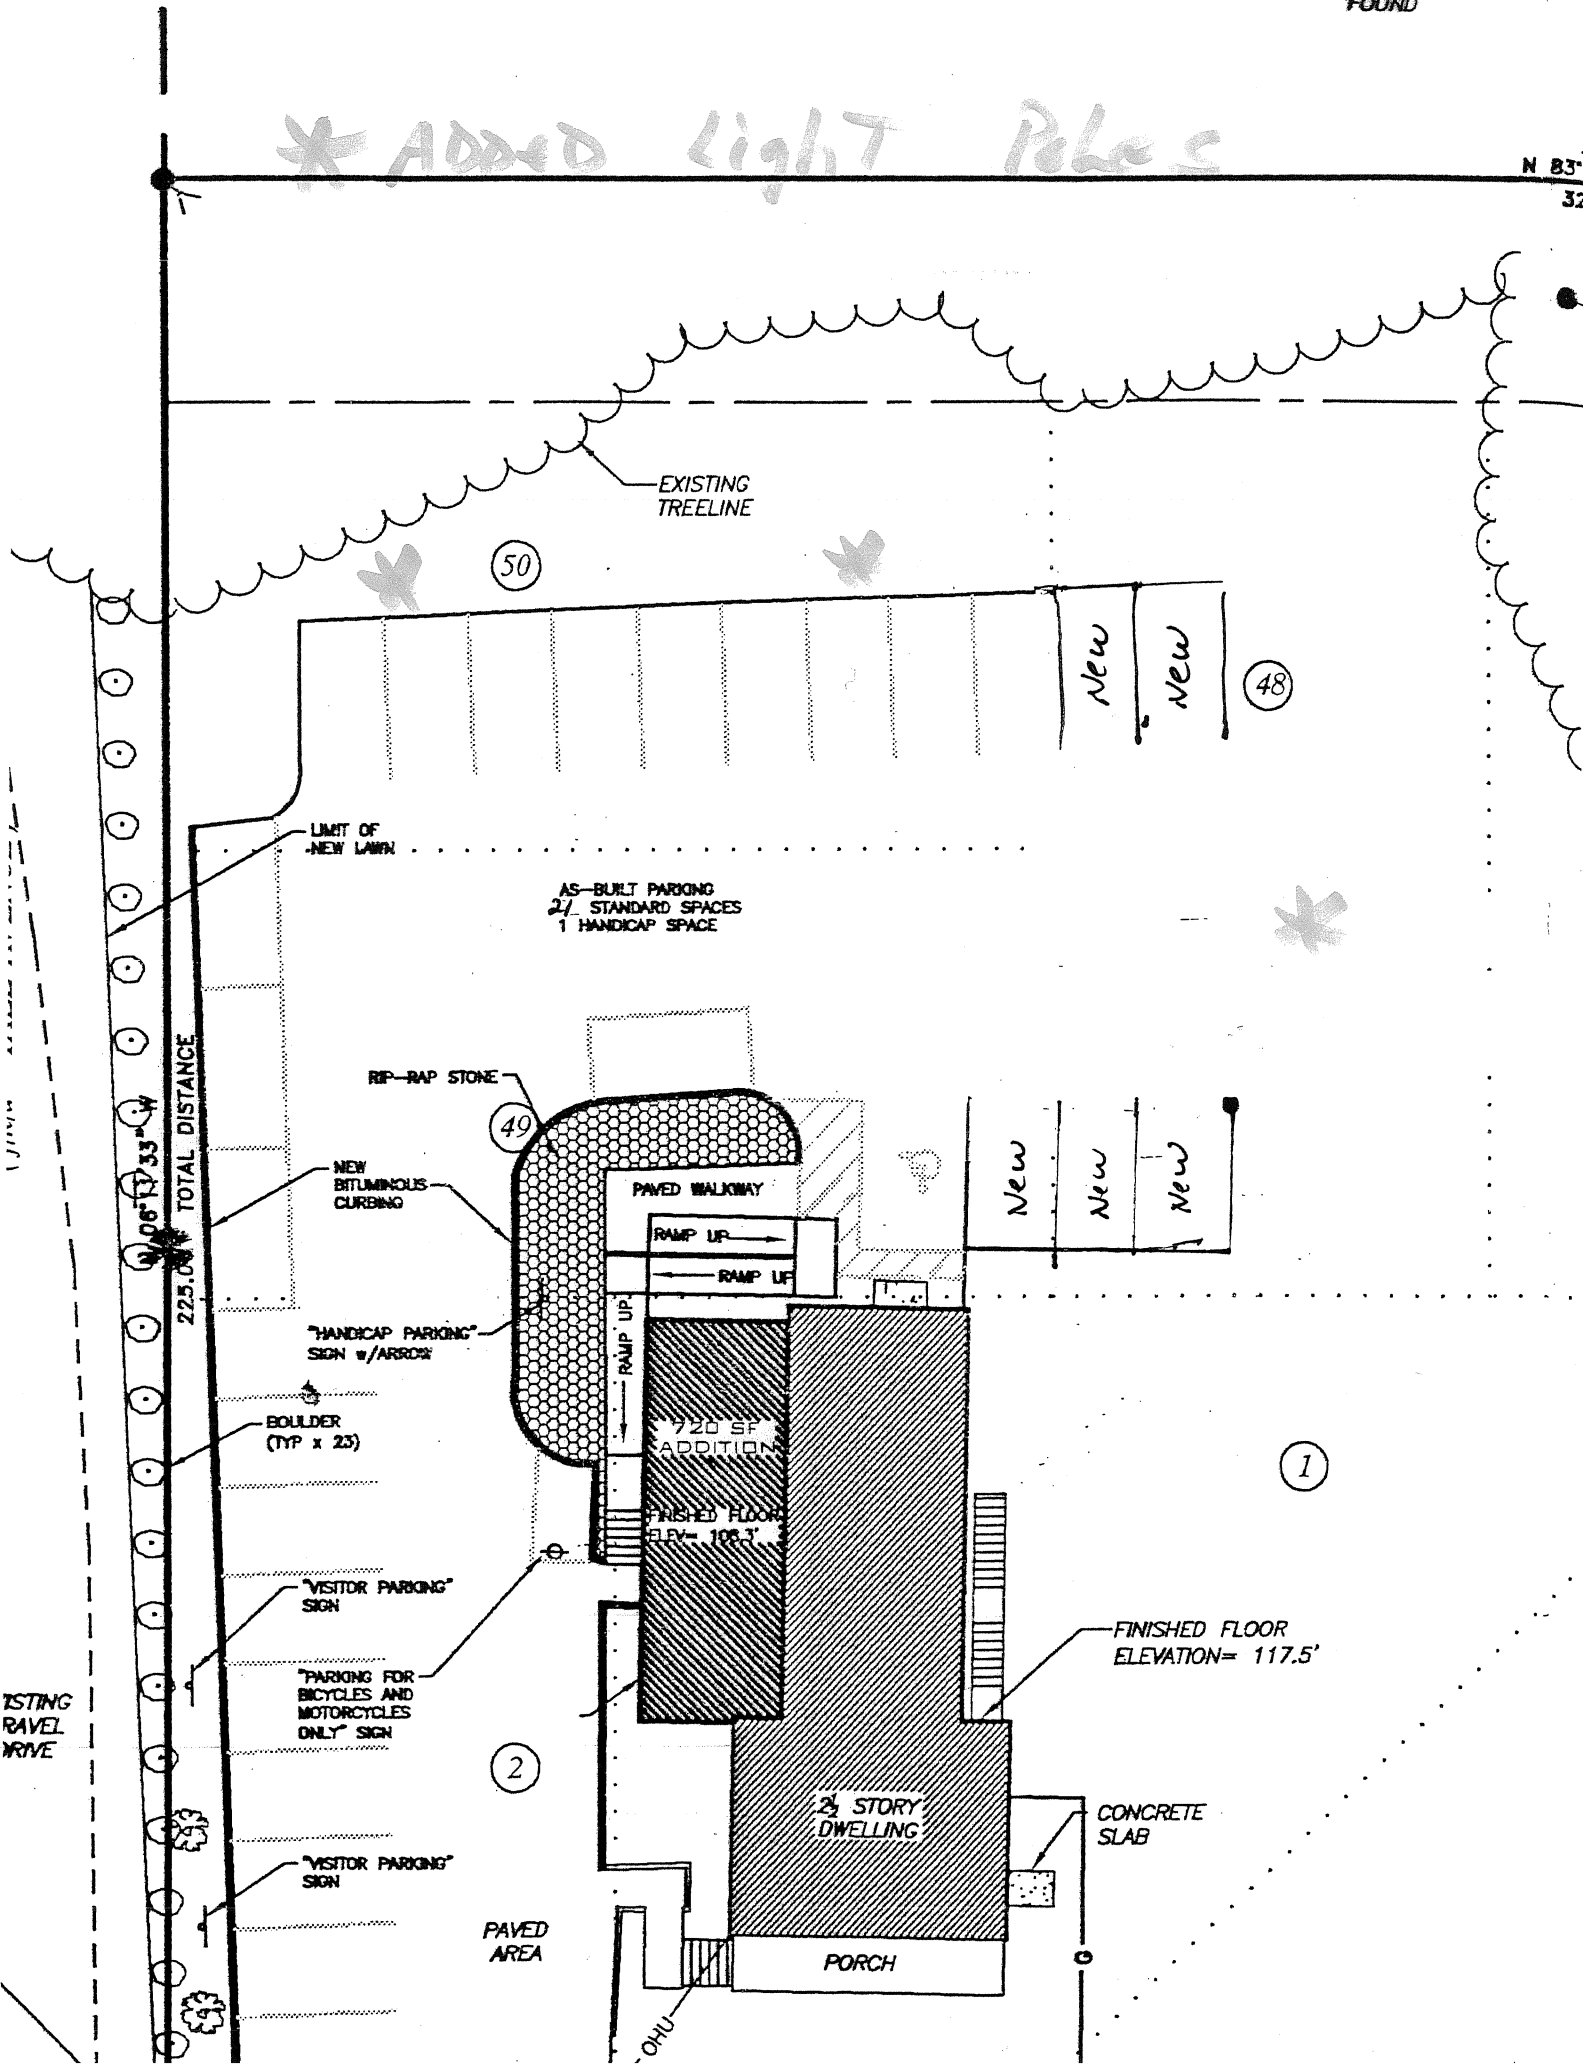 FOUND
* ADDED Light Poles
N 83°
32
EXISTING
TREELINE
50
New
New
48
LIMIT OF
NEW LAWN
AS-BUILT PARKING
21 STANDARD SPACES
1 HANDICAP SPACE
RIP-RAP STONE
49
TOTAL DISTANCE
NEW
BITUMINOUS
CURBING
PAVED WALKWAY
New
New
New
RAMP UP
RAMP UP
RAMP UP
"HANDICAP PARKING"
SIGN w/ARROW
BOULDER
(TYP x 23)
720 SF
ADDITION
1
FINISHED FLOOR
ELEV= 106.3'
"VISITOR PARKING"
SIGN
FINISHED FLOOR
ELEVATION= 117.5'
"PARKING FOR
BICYCLES AND
MOTORCYCLES
ONLY" SIGN
ISTING
RAVEL
RIVE
2
2½ STORY
DWELLING
CONCRETE
SLAB
"VISITOR PARKING"
SIGN
PAVED
AREA
PORCH
G
OHU